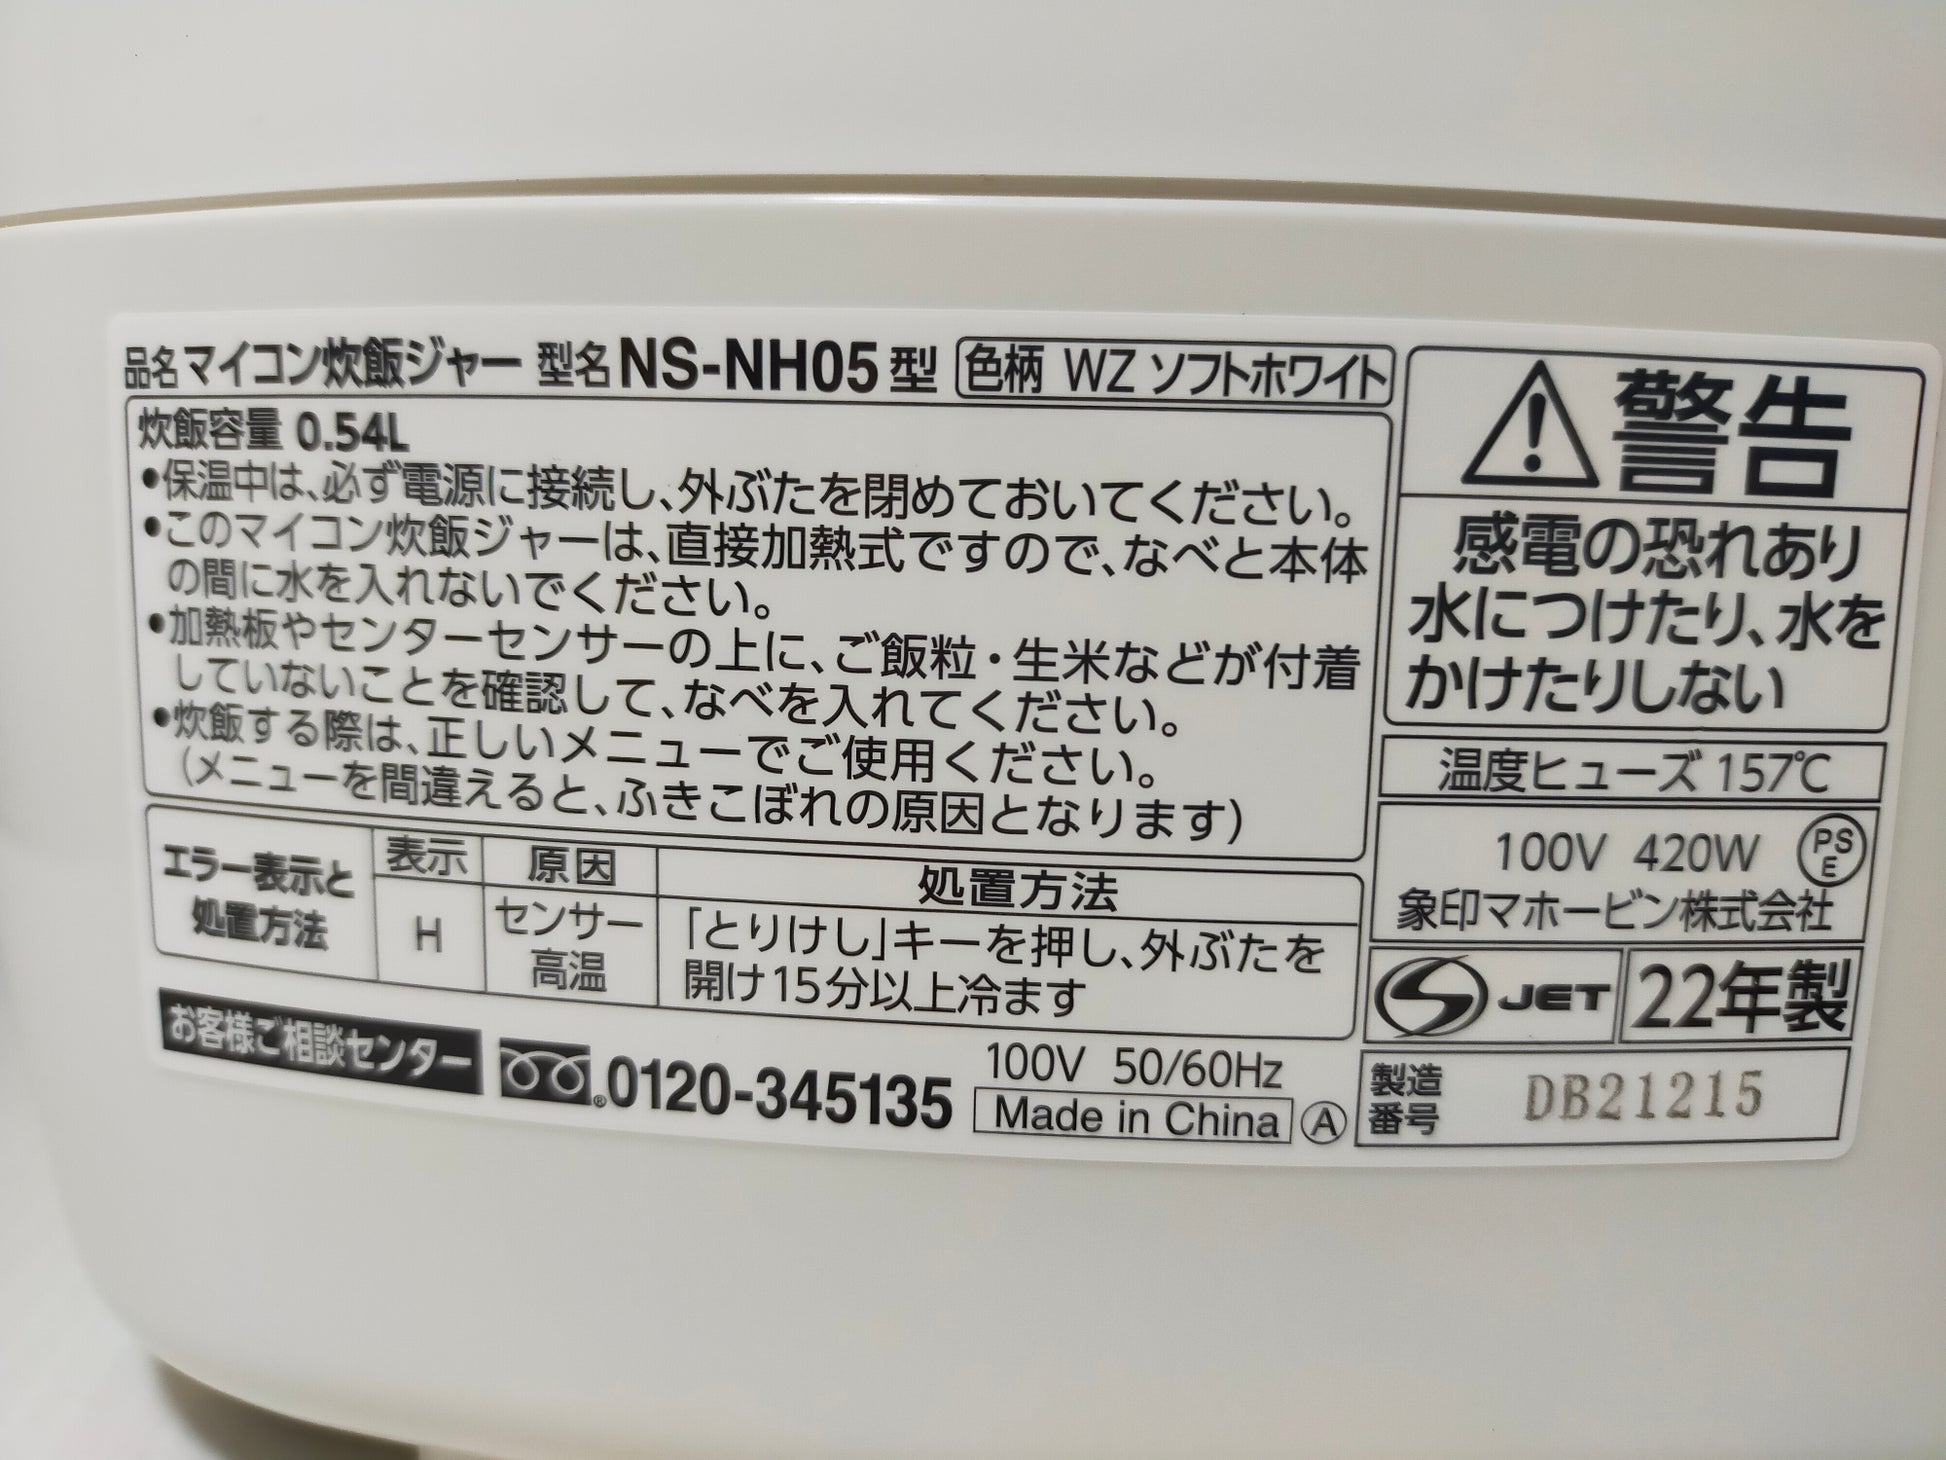 品名マイコン炊飯ジャー 型名NS-NH05型 色柄 WZ ソフトホワイト
炊飯容量 0.54L
•保温中は、必ず電源に接続し、外ぶたを閉めておいてください。
•このマイコン炊飯ジャーは、直接加熱式ですので、なべと本体
の間に水を入れないでください。
•加熱板やセンターセンサーの上に、ご飯粒・生米などが付着
していないことを確認して、なべを入れてください。
•炊飯する際は、正しいメニューでご使用ください。
(メニューを間違えると、ふきこぼれの原因となります)
エラー表示と
処置方法
表示 原因 処置方法
H
センサー
高温
「とりけし」キーを押し、外ぶたを
開け15分以上冷ます
お客様ご相談センター
®0120-345135
100V 50/60Hz
Made in China A
警告
感電の恐れあり
水につけたり、水を
かけたりしない
温度ヒューズ 157℃
100V 420W PS
E
象印マホービン株式会社
JET 22年製
製造
番号
DB21215